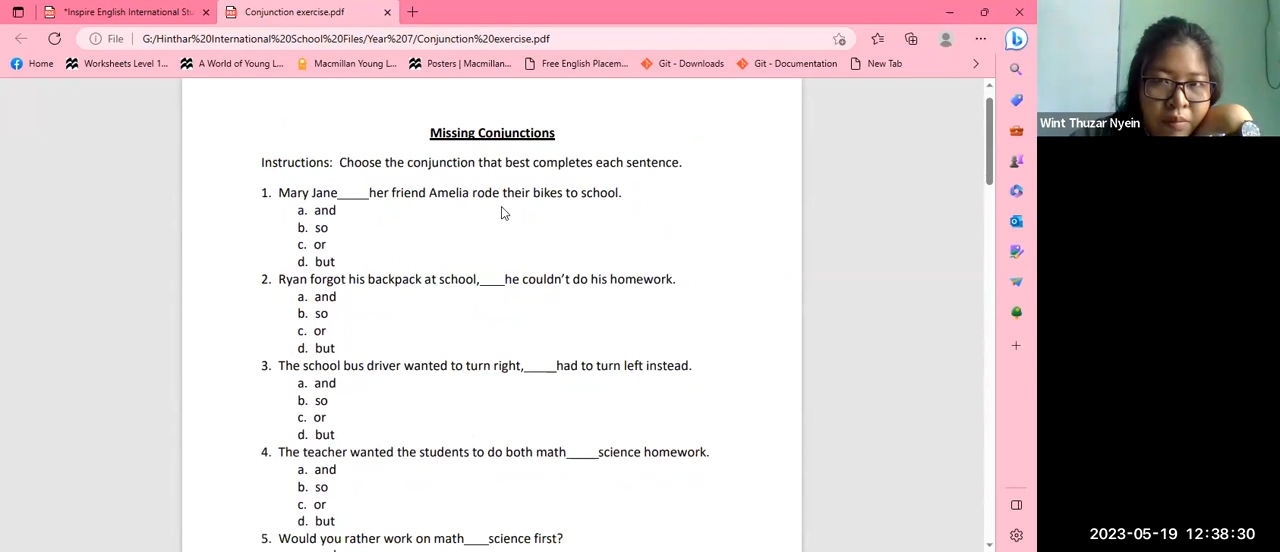 *Inspire English International Stu
Conjunction exercise.pdf
File
G:/Hinthar%20International%20School%20Files/Year%207/Conjunction%20exercise.pdf
Home
Worksheets Level 1...
A World of Young L...
Macmillan Young L...
Posters | Macmillan...
Free English Placem...
Git - Downloads
Git - Documentation
New Tab
Wint Thuzar Nyein
Missing Conjunctions
Instructions: Choose the conjunction that best completes each sentence.
1. Mary Jane____her friend Amelia rode their bikes to school.
a. and
b. so
c. or
d. but
2. Ryan forgot his backpack at school,___he couldn't do his homework.
a. and
b. so
c. or
d. but
3. The school bus driver wanted to turn right,____had to turn left instead.
a. and
b. so
c. or
d. but
4. The teacher wanted the students to do both math____science homework.
a. and
b. so
c. or
d. but
5. Would you rather work on math___science first?
2023-05-19 12:38:30